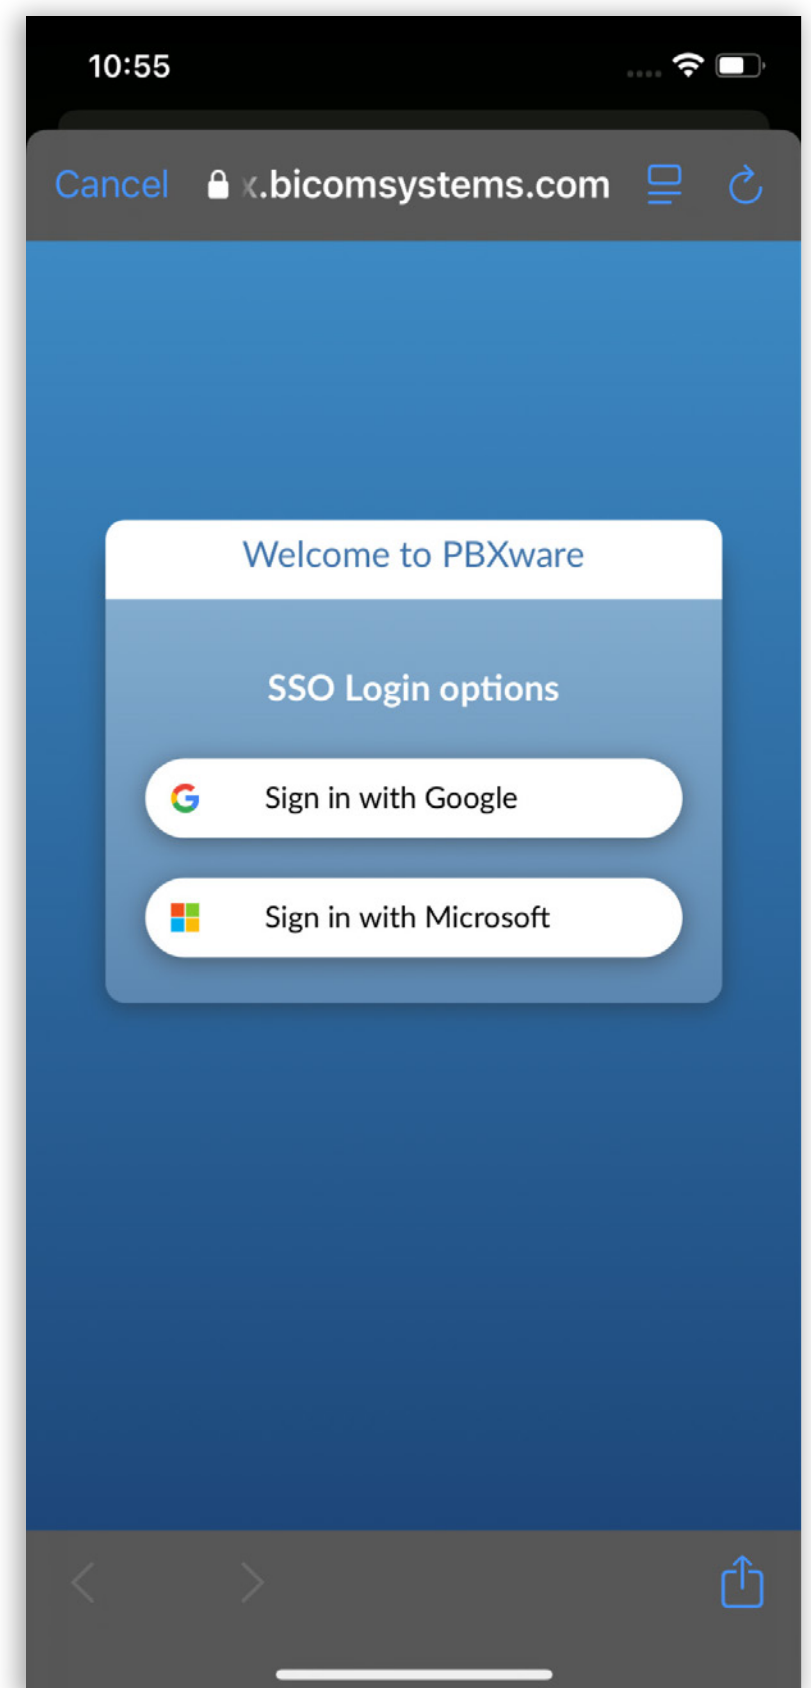 10:55
Cancel x.bicomsystems.com
Welcome to PBXware
SSO Login options
Sign in with Google
Sign in with Microsoft